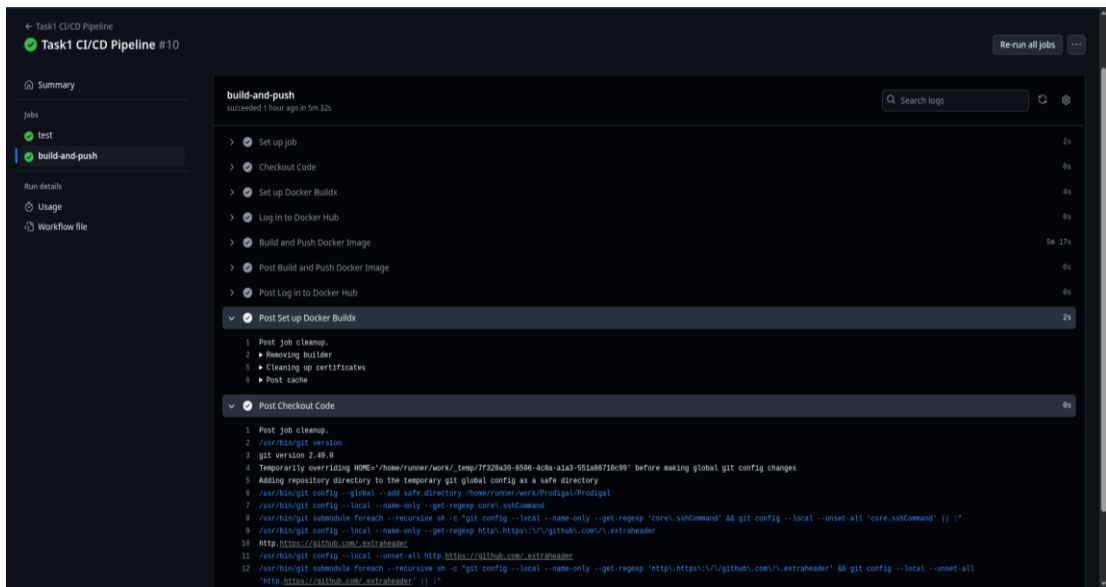 ← Task1 CI/CD Pipeline
Task1 CI/CD Pipeline #10
Re-run all jobs
Summary
Jobs
test
build-and-push
Run details
Usage
Workflow file
build-and-push
succeeded 1 hour ago in 5m 32s
Search logs
Set up job 2s
Checkout Code 0s
Set up Docker Buildx 4s
Log in to Docker Hub 0s
Build and Push Docker Image 5m 17s
Post Build and Push Docker Image 0s
Post Log in to Docker Hub 0s
Post Set up Docker Buildx 2s
1 Post job cleanup.
2 ▶ Removing builder
5 ▶ Cleaning up certificates
6 ▶ Post cache
Post Checkout Code 0s
1 Post job cleanup.
2 /usr/bin/git version
3 git version 2.49.0
4 Temporarily overriding HOME='/home/runner/work/_temp/7f320a30-6506-4c8a-a1a3-551a86710c99' before making global git config changes
5 Adding repository directory to the temporary git global config as a safe directory
6 /usr/bin/git config --global --add safe.directory /home/runner/work/Prodigal/Prodigal
7 /usr/bin/git config --local --name-only --get-regexp core\.sshCommand
8 /usr/bin/git submodule foreach --recursive sh -c "git config --local --name-only --get-regexp 'core\.sshCommand' && git config --local --unset-all 'core.sshCommand' || :"
9 /usr/bin/git config --local --name-only --get-regexp http\.https\:\/\/github\.com\/\.extraheader
10 http.https://github.com/.extraheader
11 /usr/bin/git config --local --unset-all http.https://github.com/.extraheader
12 /usr/bin/git submodule foreach --recursive sh -c "git config --local --name-only --get-regexp 'http\.https\:\/\/github\.com\/\.extraheader' && git config --local --unset-all
'http.https://github.com/.extraheader' || :"